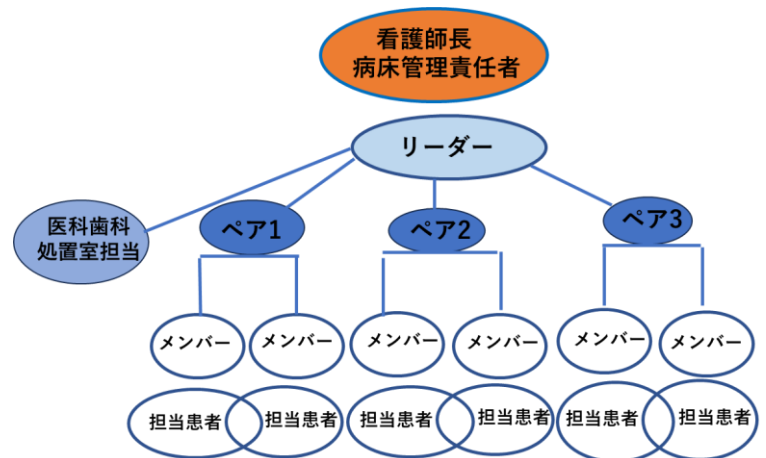 看護師長
病床管理責任者
リーダー
医科歯科
処置室担当
ペア1
ペア2
ペア3
メンバー
メンバー
メンバー
メンバー
メンバー
メンバー
担当患者
担当患者
担当患者
担当患者
担当患者
担当患者